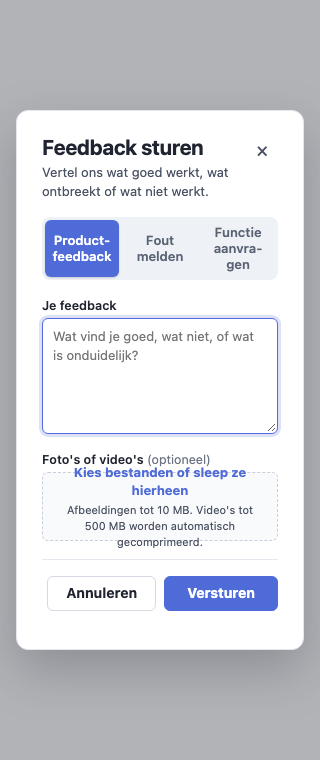 Feedback sturen
×
Vertel ons wat goed werkt, wat
ontbreekt of wat niet werkt.
Product-
feedback
Fout
melden
Functie
aanvra-
gen
Je feedback
Wat vind je goed, wat niet, of wat
is onduidelijk?
Foto's of video's (optioneel)
Kies bestanden of sleep ze
hierheen
Afbeeldingen tot 10 MB. Video's tot
500 MB worden automatisch
gecomprimeerd.
Annuleren
Versturen